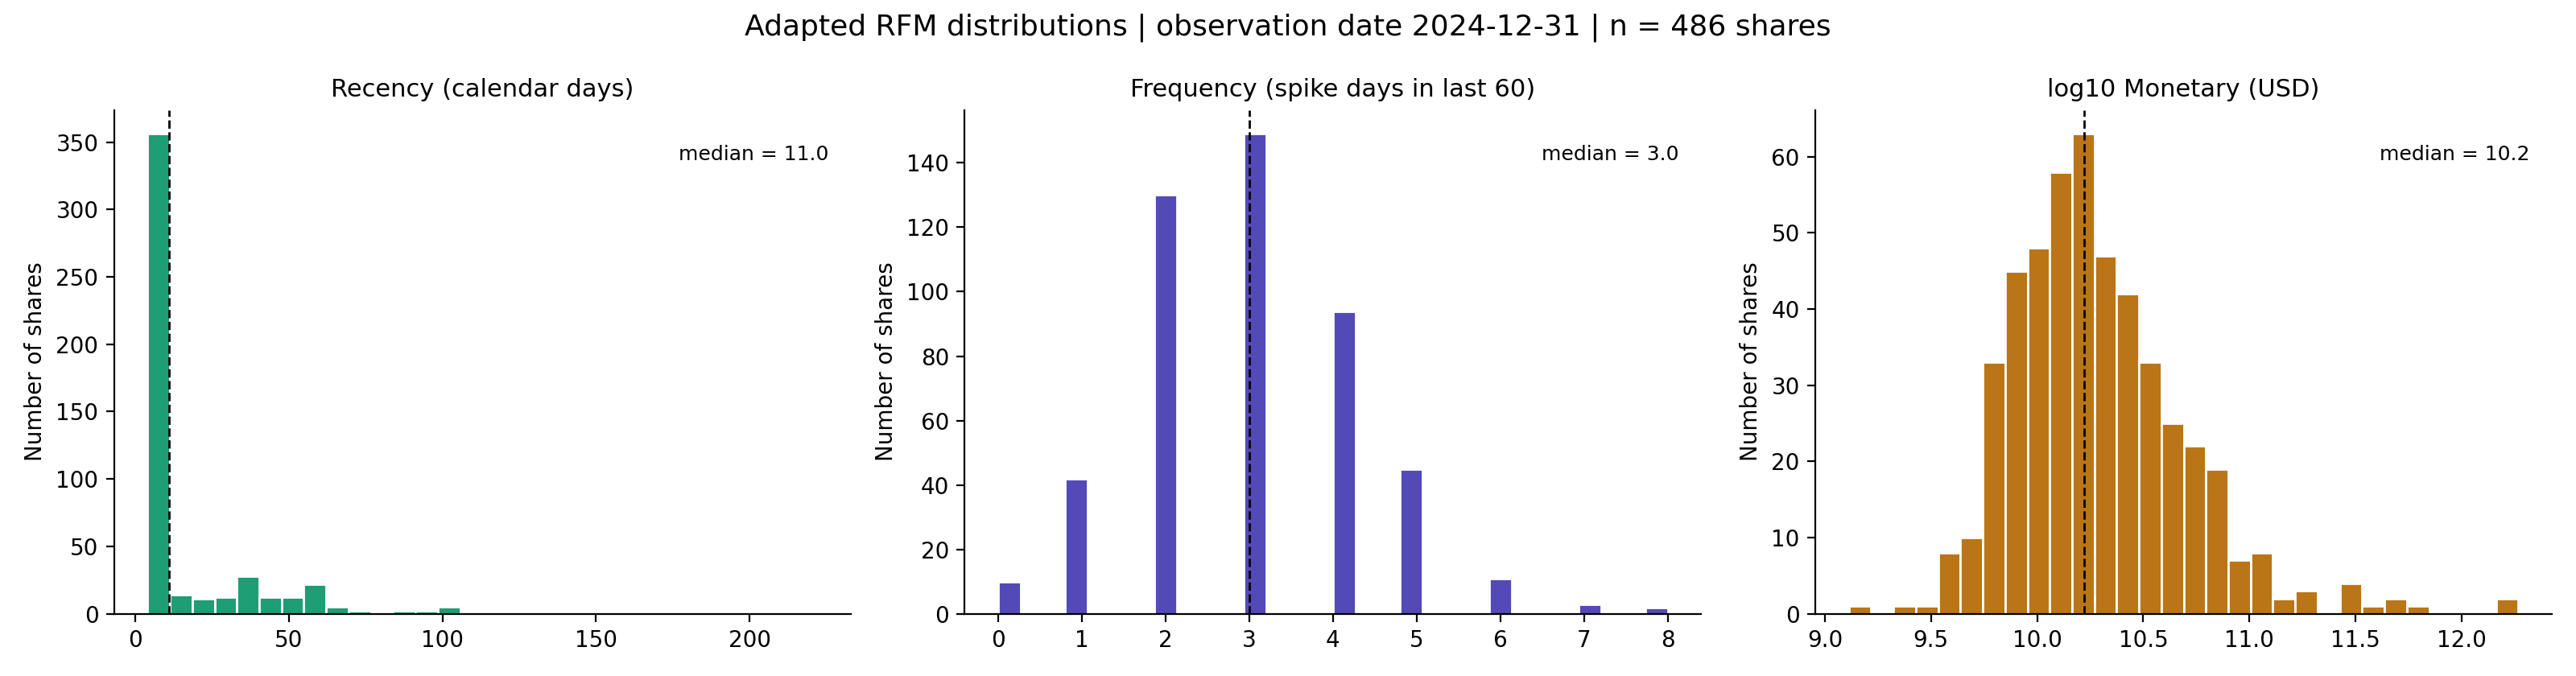 Adapted RFM distributions | observation date 2024-12-31 | n = 486 shares
Recency (calendar days)
median = 11.0
Number of shares
350
300
250
200
150
100
50
0
0 50 100 150 200
Frequency (spike days in last 60)
median = 3.0
Number of shares
140
120
100
80
60
40
20
0
0 1 2 3 4 5 6 7 8
log10 Monetary (USD)
median = 10.2
Number of shares
60
50
40
30
20
10
0
9.0 9.5 10.0 10.5 11.0 11.5 12.0